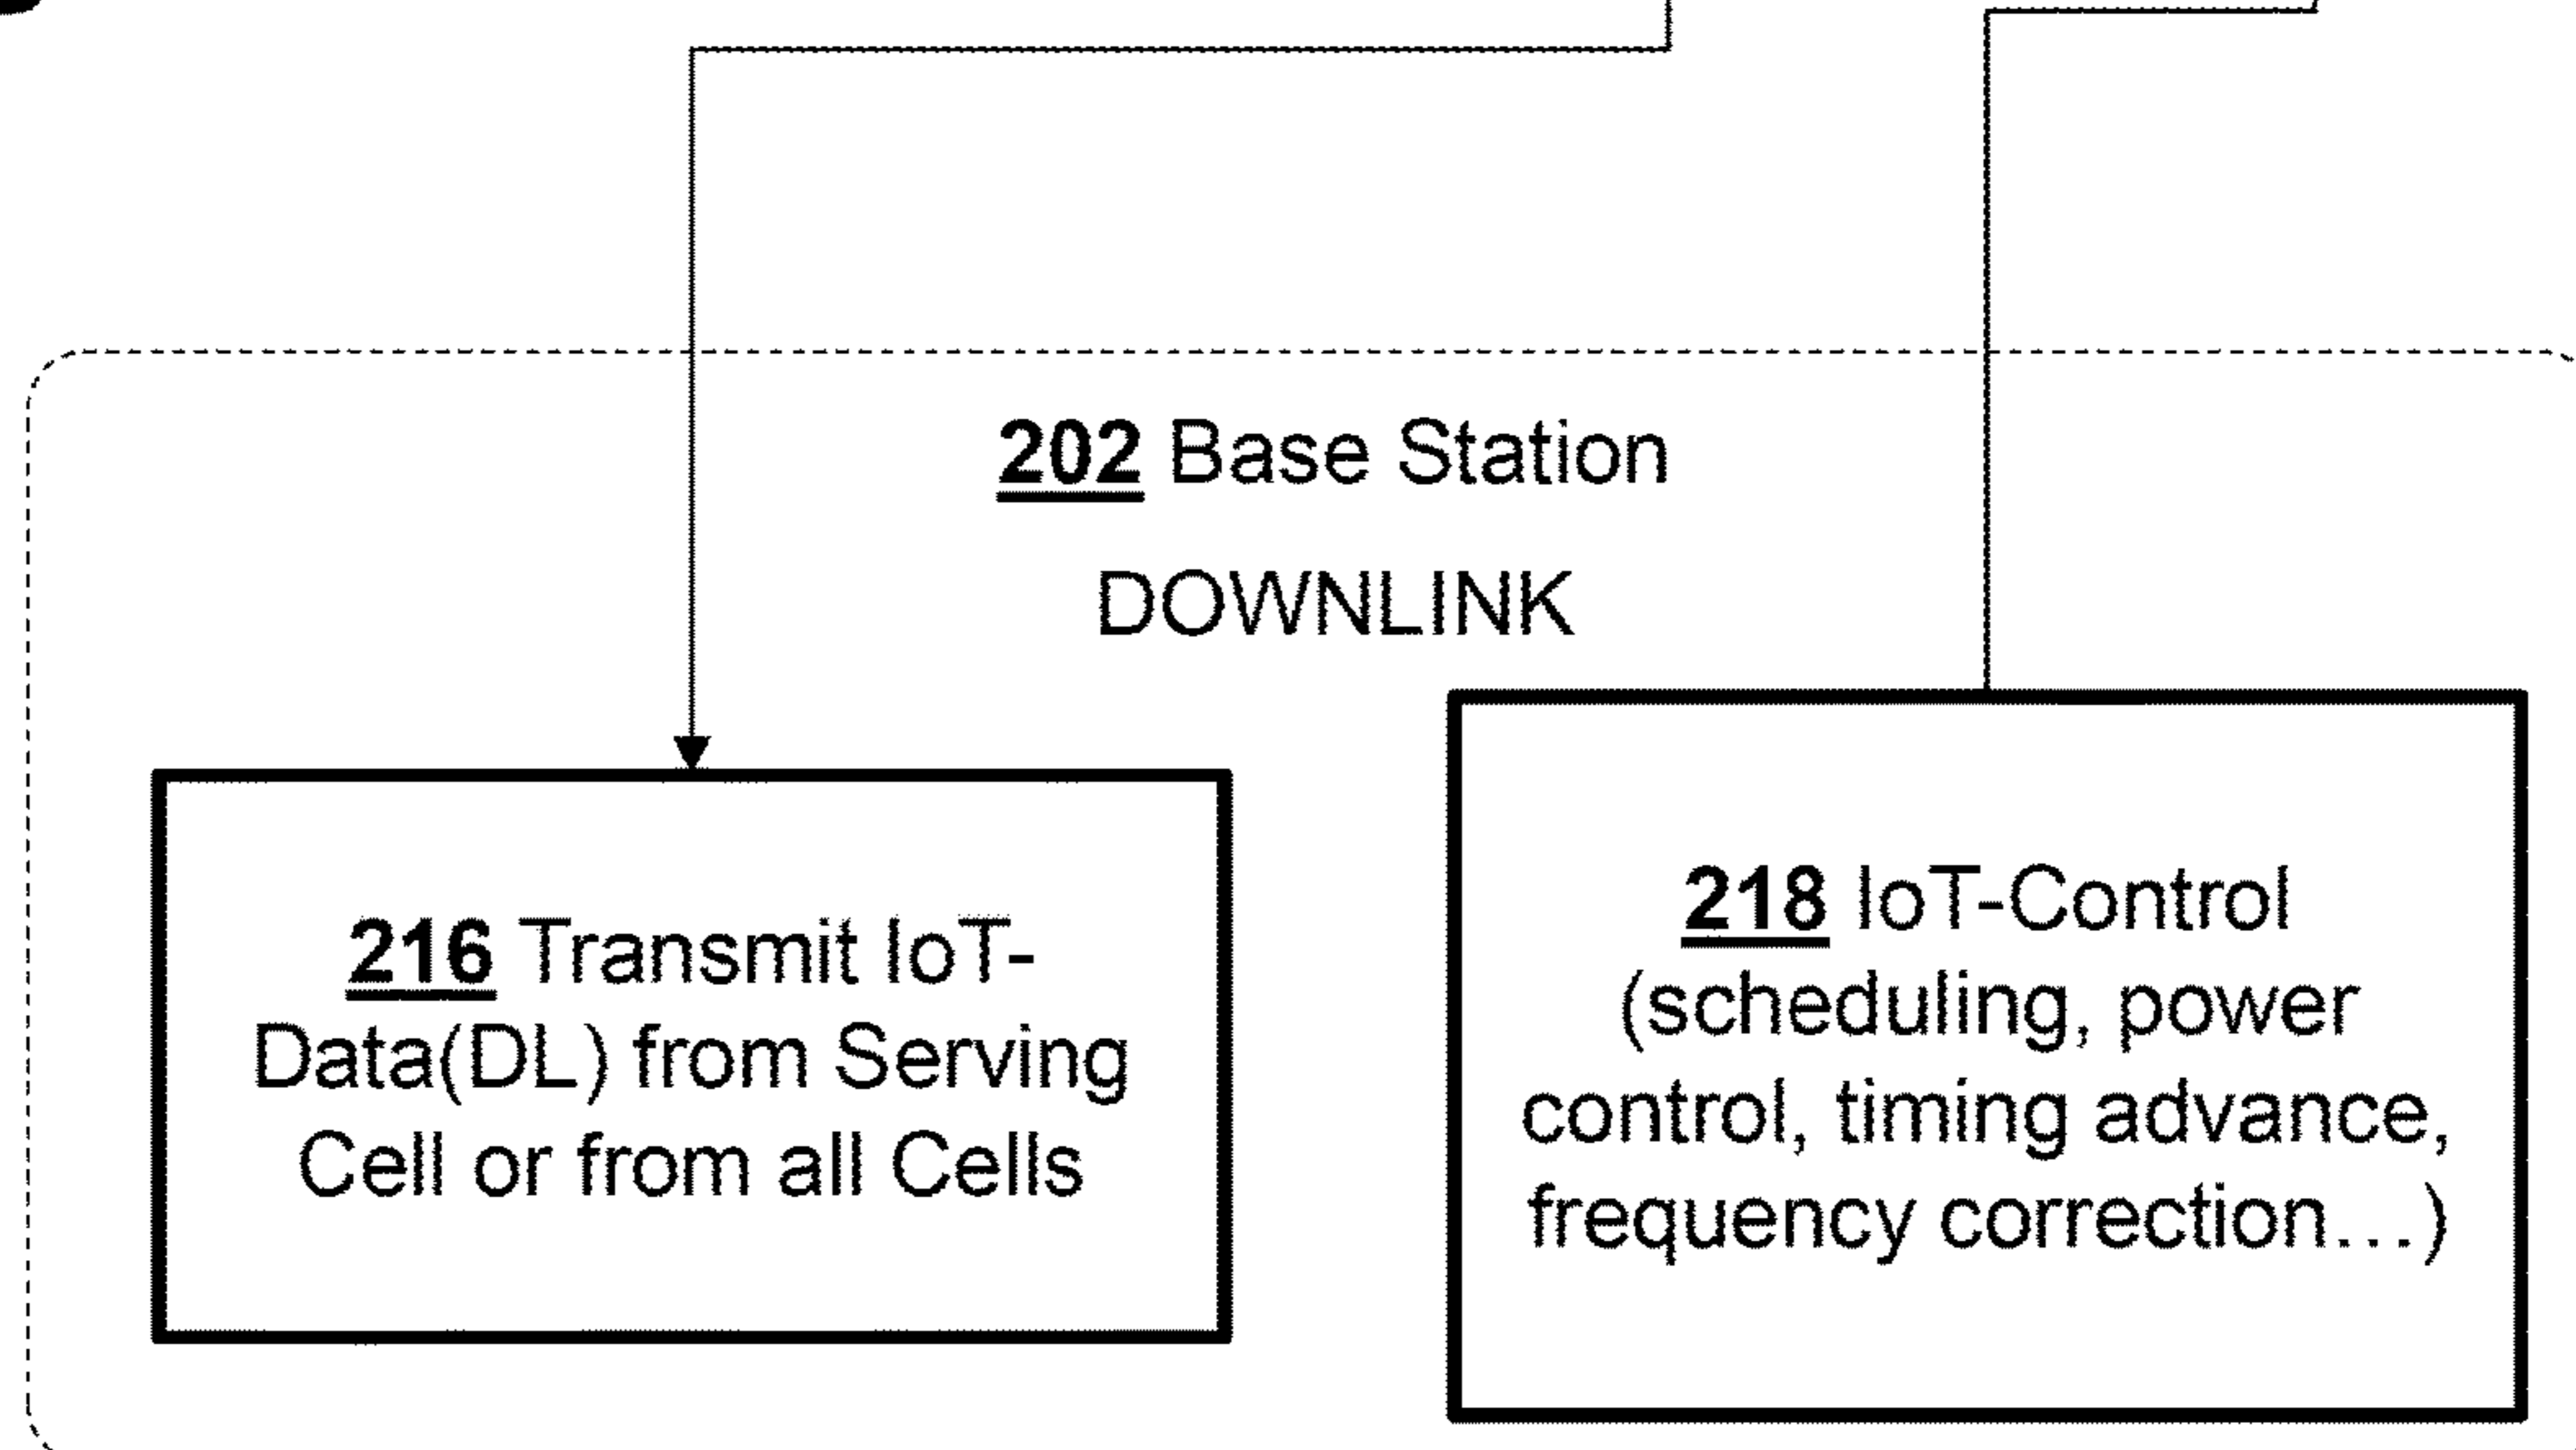 202 Base Station
DOWNLINK
216 Transmit IoT-
Data(DL) from Serving
Cell or from all Cells
218 IoT-Control
(scheduling, power
control, timing advance,
frequency correction...)